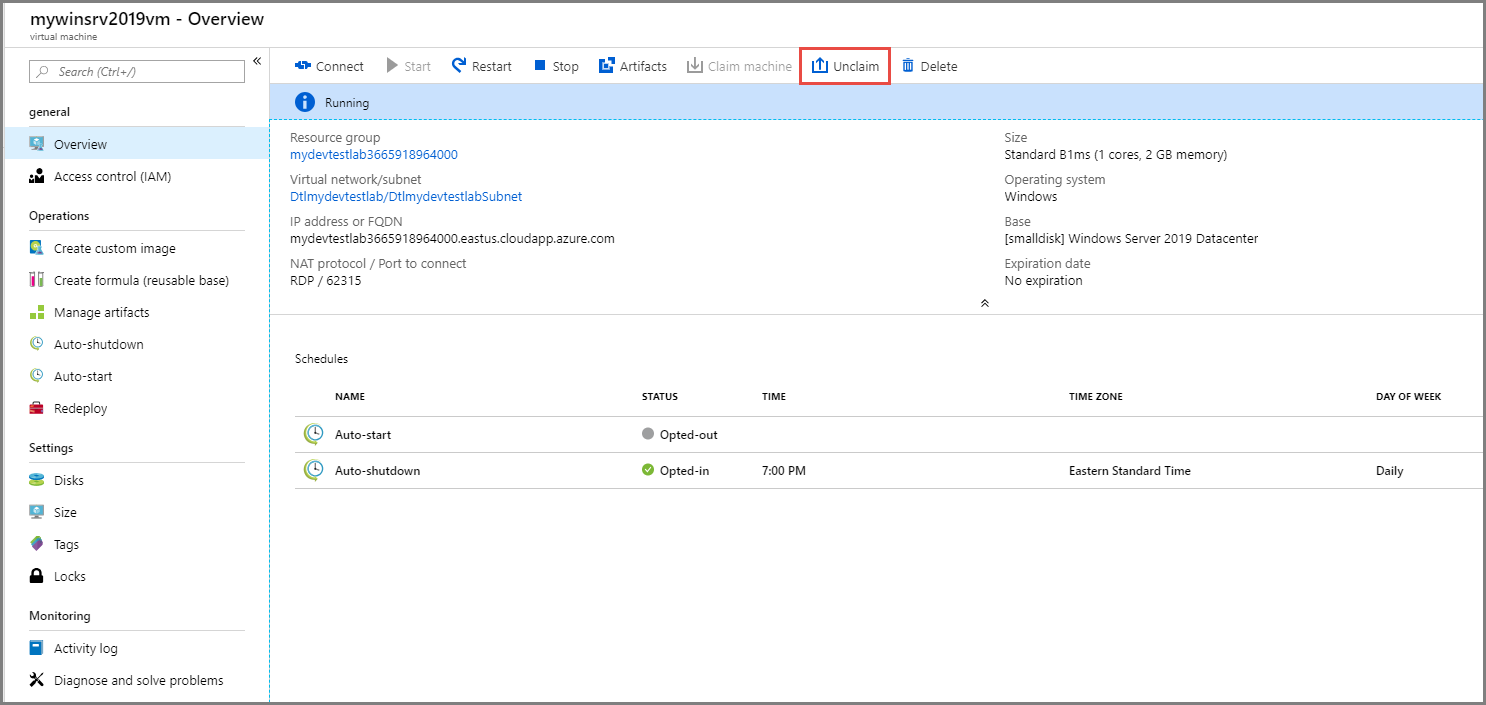 mywinsrv2019vm - Overview
virtual machine
Search (Ctrl+/)
«
general
Overview
Access control (IAM)
Operations
Create custom image
Create formula (reusable base)
Manage artifacts
Auto-shutdown
Auto-start
Redeploy
Settings
Disks
Size
Tags
Locks
Monitoring
Activity log
Diagnose and solve problems
Connect Start Restart Stop Artifacts Claim machine Unclaim Delete
Running
Resource group
mydevtestlab3665918964000
Virtual network/subnet
Dtlmydevtestlab/DtlmydevtestlabSubnet
IP address or FQDN
mydevtestlab3665918964000.eastus.cloudapp.azure.com
NAT protocol / Port to connect
RDP / 62315
Size
Standard B1ms (1 cores, 2 GB memory)
Operating system
Windows
Base
[smalldisk] Windows Server 2019 Datacenter
Expiration date
No expiration
Schedules
NAME STATUS TIME TIME ZONE DAY OF WEEK
Auto-start Opted-out
Auto-shutdown Opted-in 7:00 PM Eastern Standard Time Daily